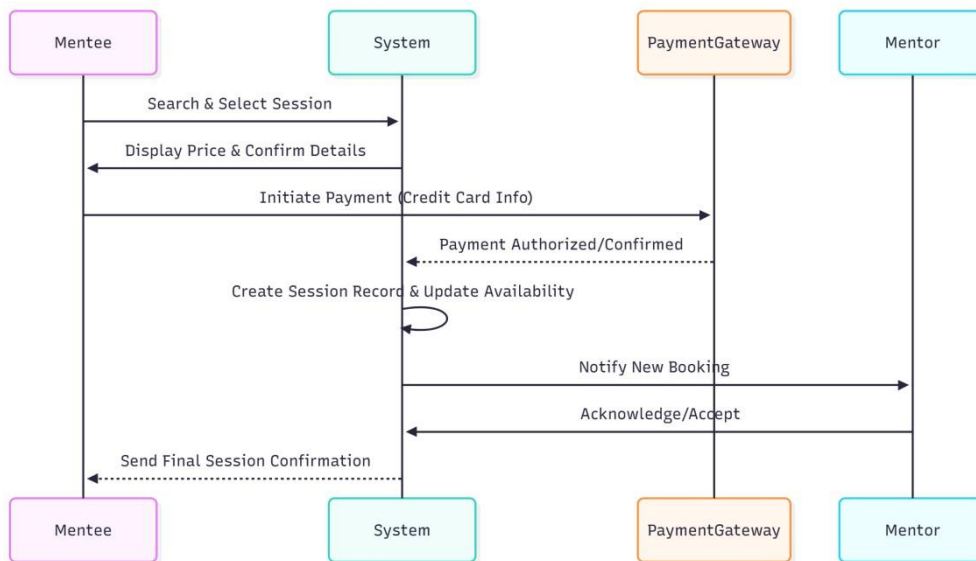 Mentee
System
PaymentGateway
Mentor
Search & Select Session
Display Price & Confirm Details
Initiate Payment (Credit Card Info)
Payment Authorized/Confirmed
Create Session Record & Update Availability
Notify New Booking
Acknowledge/Accept
Send Final Session Confirmation
Mentee
System
PaymentGateway
Mentor